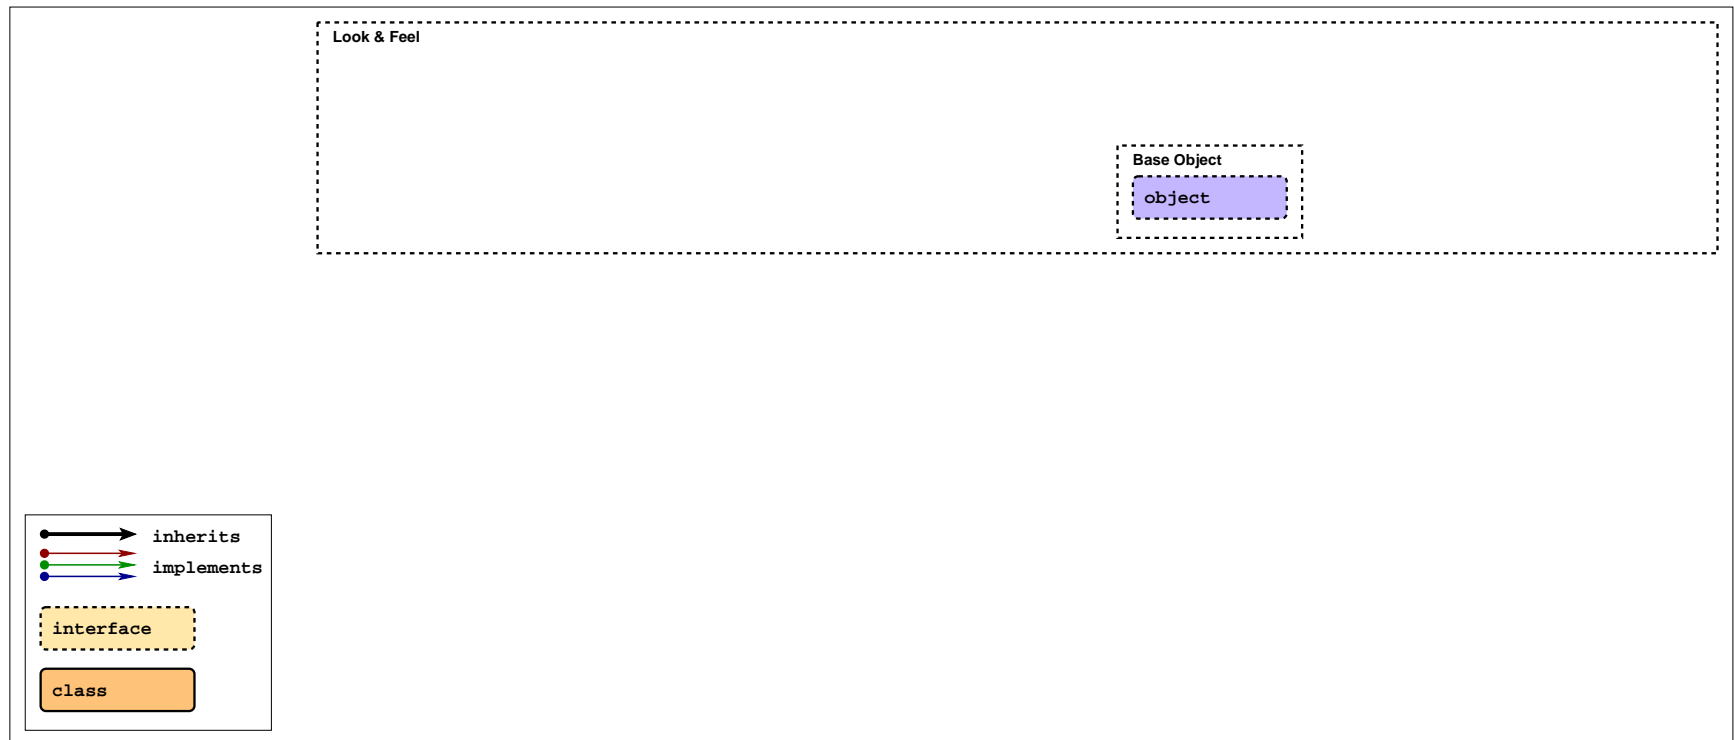 Look & Feel
Base Object
object
inherits
implements
interface
class